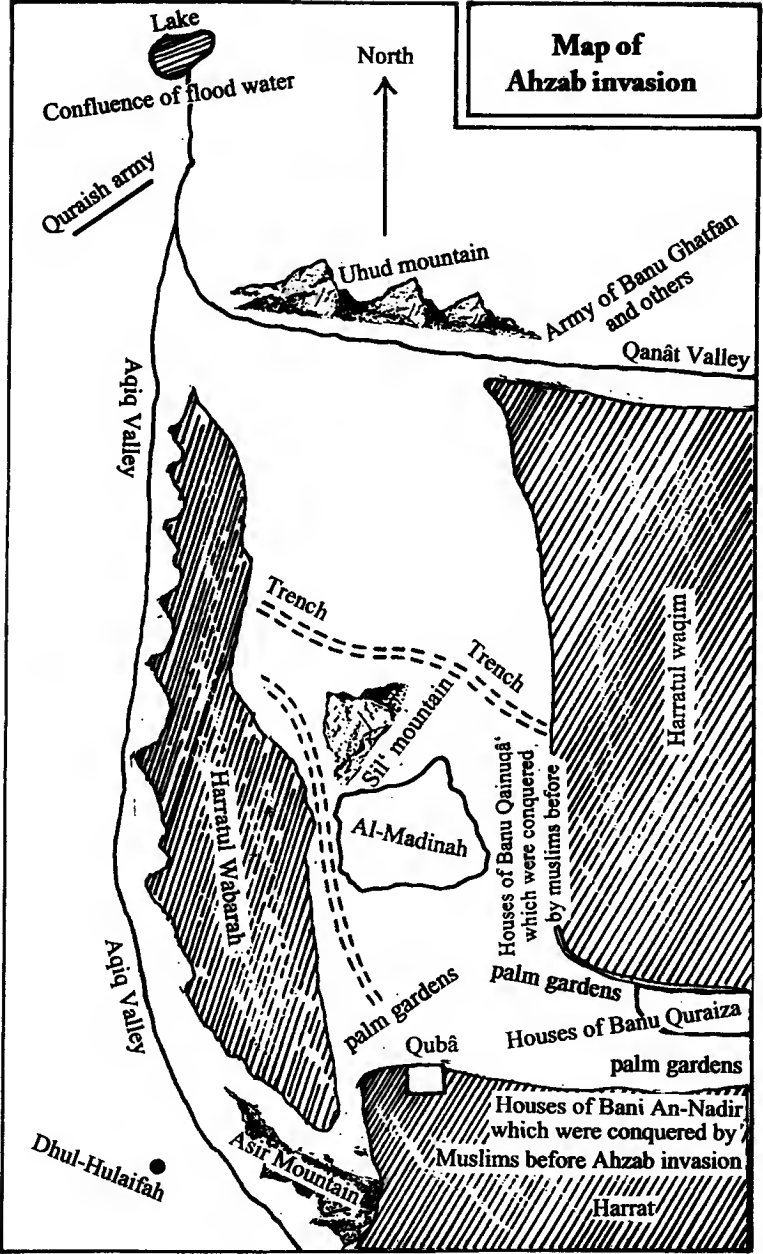 Map of
Ahzab invasion
Lake
North
Confluence of flood water
Quraish army
Uhud mountain
Army of Banu Ghatfan
and others
Qanât Valley
Aqiq Valley
Trench
Trench
Harratul waqim
Sil‘ mountain
Harratul Wabarah
Al-Madinah
Houses of Banu Qainuqâ‘
which were conquered
by muslims before
Aqiq Valley
palm gardens
palm gardens
Houses of Banu Quraiza
Qubâ
palm gardens
Houses of Bani An-Nadir
which were conquered by
Muslims before Ahzab invasion
Asir Mountain
Dhul-Hulaifah
Harrat